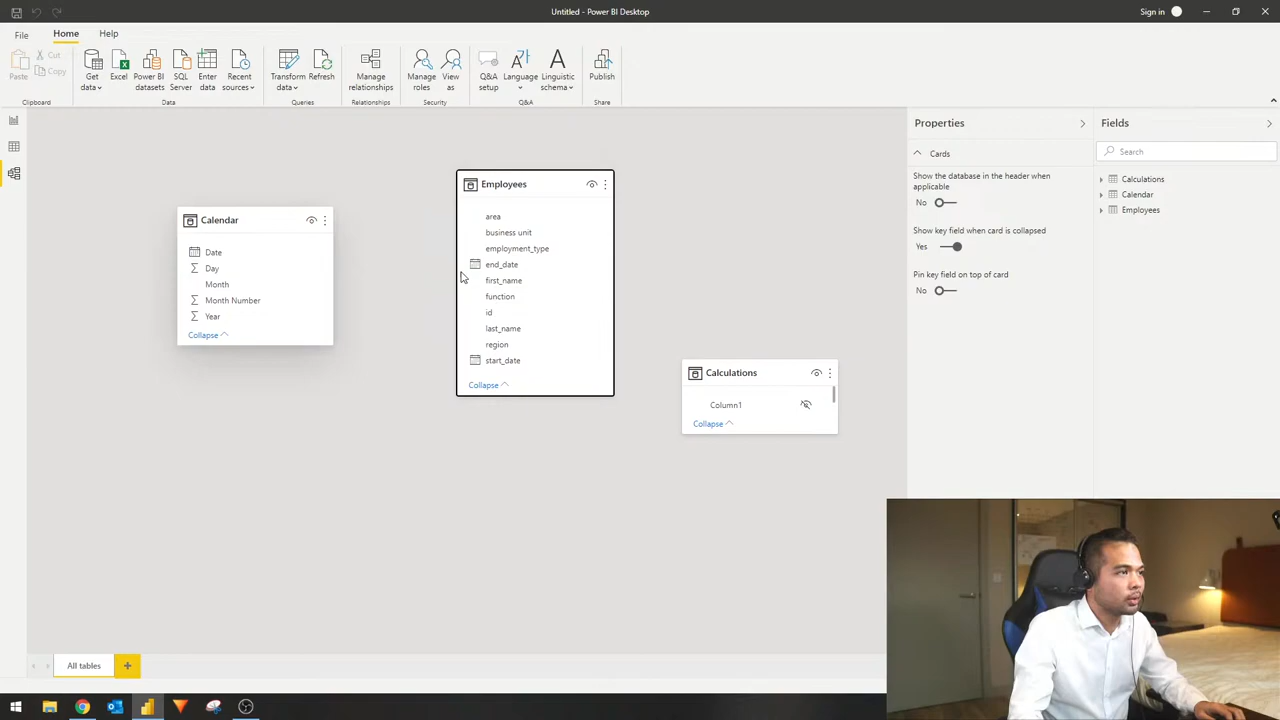 Untitled - Power BI Desktop
Sign in
File
Home
Help
Paste
Cut
Copy
Get data
Excel
Power BI datasets
SQL Server
Enter data
Recent sources
Transform data
Refresh
Manage relationships
Manage roles
View as
Q&A setup
Language
Linguistic schema
Publish
Clipboard
Data
Queries
Relationships
Security
Q&A
Share
Calendar
Date
Day
Month
Month Number
Year
Collapse
Employees
area
business unit
employment_type
end_date
first_name
function
id
last_name
region
start_date
Collapse
Calculations
Column1
Collapse
Properties
Cards
Show the database in the header when
applicable
No
Show key field when card is collapsed
Yes
Pin key field on top of card
No
Fields
Search
Calculations
Calendar
Employees
All tables